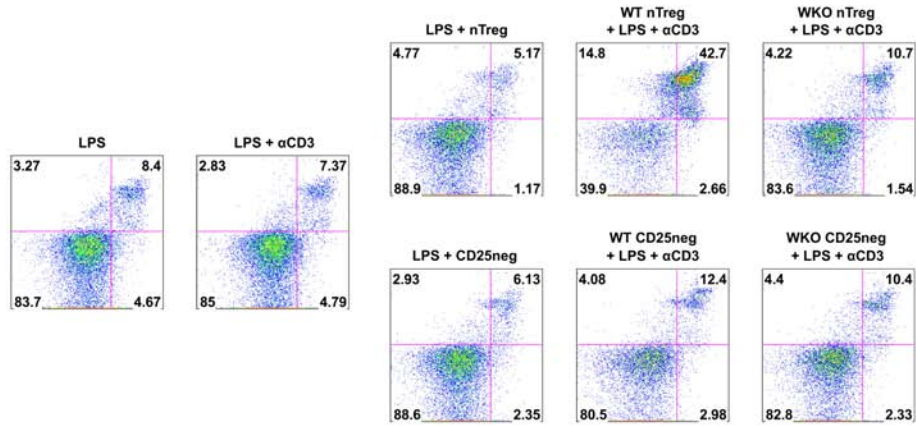 LPS
3.27 8.4
83.7 4.67
LPS + αCD3
2.83 7.37
85 4.79
LPS + nTreg
4.77 5.17
88.9 1.17
WT nTreg
+ LPS + αCD3
14.8 42.7
39.9 2.66
WKO nTreg
+ LPS + αCD3
4.22 10.7
83.6 1.54
LPS + CD25neg
2.93 6.13
88.6 2.35
WT CD25neg
+ LPS + αCD3
4.08 12.4
80.5 2.98
WKO CD25neg
+ LPS + αCD3
4.4 10.4
82.8 2.33